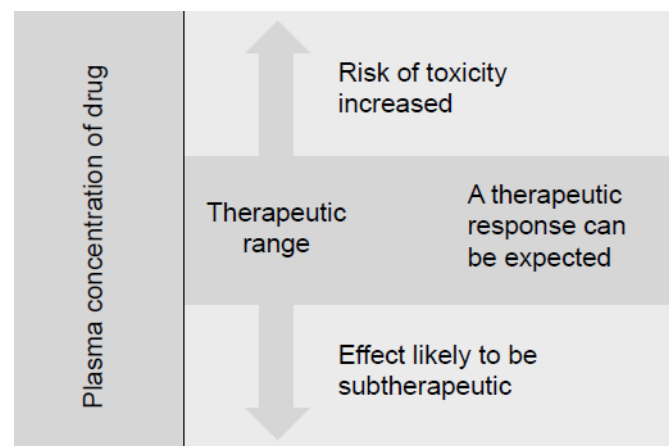 Plasma concentration of drug
Risk of toxicity
increased
Therapeutic
range
A therapeutic
response can
be expected
Effect likely to be
subtherapeutic